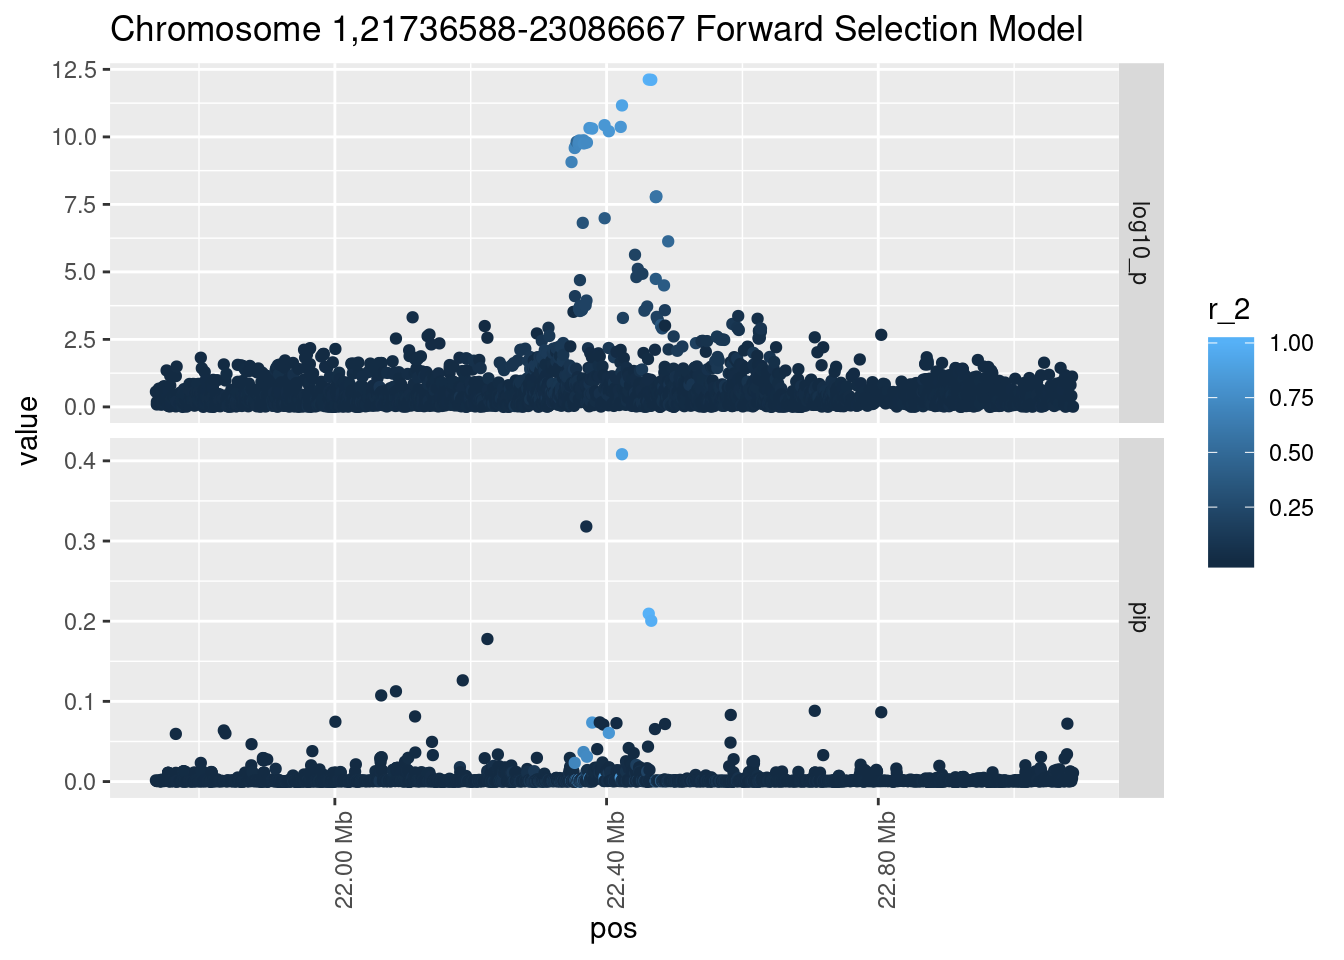 Chromosome 1,21736588-23086667 Forward Selection Model
12.5
10.0
7.5
5.0
2.5
0.0
log10_p
0.4
0.3
0.2
0.1
0.0
pip
value
22.00 Mb
22.40 Mb
22.80 Mb
pos
r_2
1.00
0.75
0.50
0.25